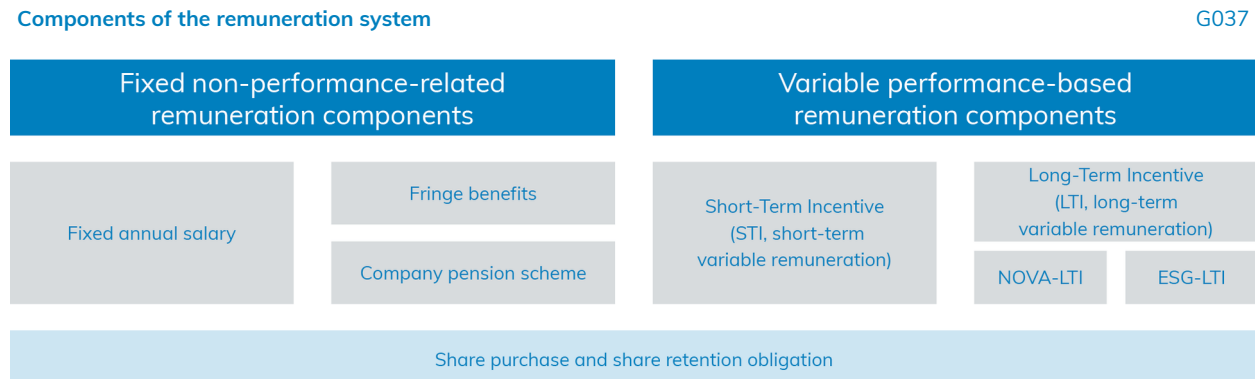 Components of the remuneration system
G037
Fixed non-performance-related
remuneration components
Variable performance-based
remuneration components
Fixed annual salary
Fringe benefits
Company pension scheme
Short-Term Incentive
(STI, short-term
variable remuneration)
Long-Term Incentive
(LTI, long-term
variable remuneration)
NOVA-LTI
ESG-LTI
Share purchase and share retention obligation